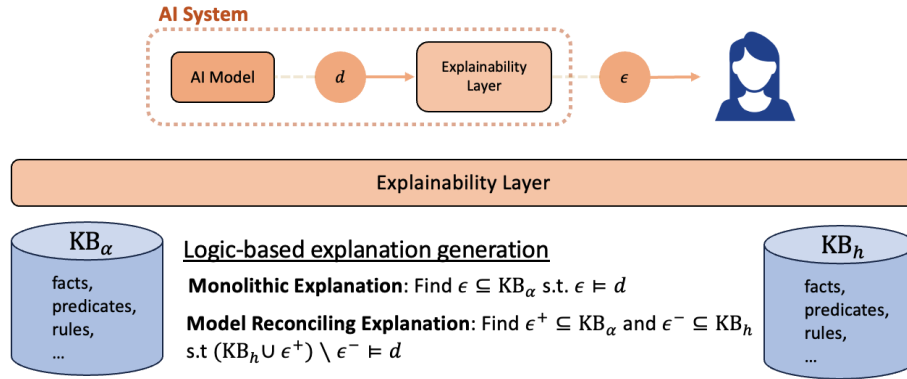 AI System
AI Model
d
Explainability
Layer
ϵ
Explainability Layer
KB_α
facts,
predicates,
rules,
...
Logic-based explanation generation
Monolithic Explanation: Find ϵ ⊆ KB_α s.t. ϵ ⊨ d
Model Reconciling Explanation: Find ϵ⁺ ⊆ KB_α and ϵ⁻ ⊆ KB_h
s.t (KB_h ∪ ϵ⁺) \ ϵ⁻ ⊨ d
KB_h
facts,
predicates,
rules,
...